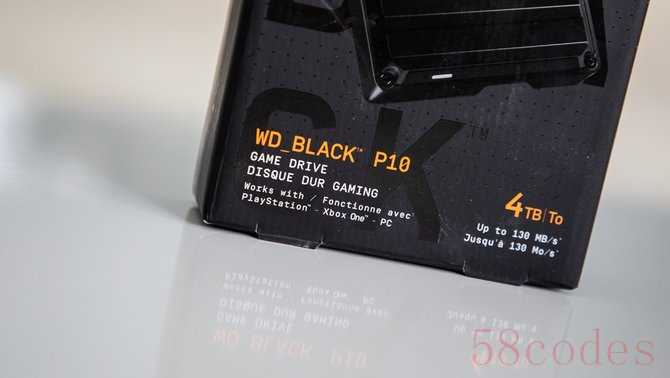 CK™
WD_BLACK™ P10
GAME DRIVE
DISQUE DUR GAMING
Works with / Fonctionne avec*
PlayStation™ - Xbox One™ - PC
4TB|To
Up to 130 MB/s*
Jusqu'à 130 Mo/s*
58codes